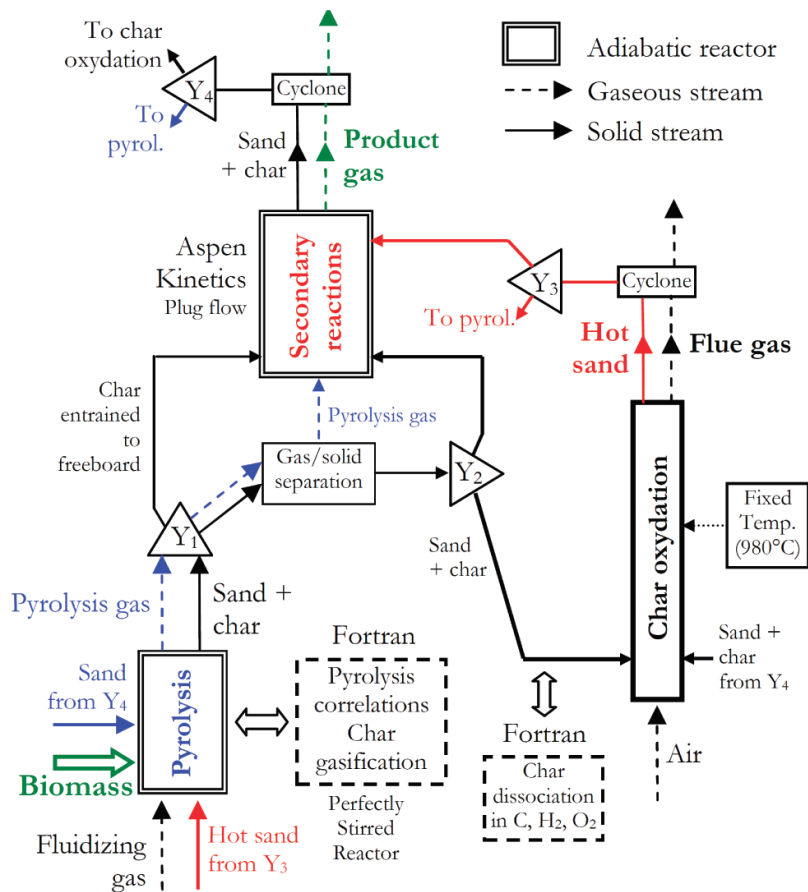 To char
oxydation
Y4
To
pyrol.
Cyclone
Sand
+ char
Product
gas
Adiabatic reactor
Gaseous stream
Solid stream
Aspen
Kinetics
Plug flow
Secondary
reactions
Y3
To pyrol.
Cyclone
Hot
sand
Flue gas
Char
entrained
to
freeboard
Pyrolysis gas
Gas/solid
separation
Y2
Y1
Sand
+ char
Char oxydation
Fixed
Temp.
(980°C)
Pyrolysis gas
Sand +
char
Sand
from Y4
Pyrolysis
Biomass
Fluidizing
gas
Hot sand
from Y3
Fortran
Pyrolysis
correlations
Char
gasification
Perfectly
Stirred
Reactor
Fortran
Char
dissociation
in C, H₂, O₂
Sand +
char
from Y4
Air